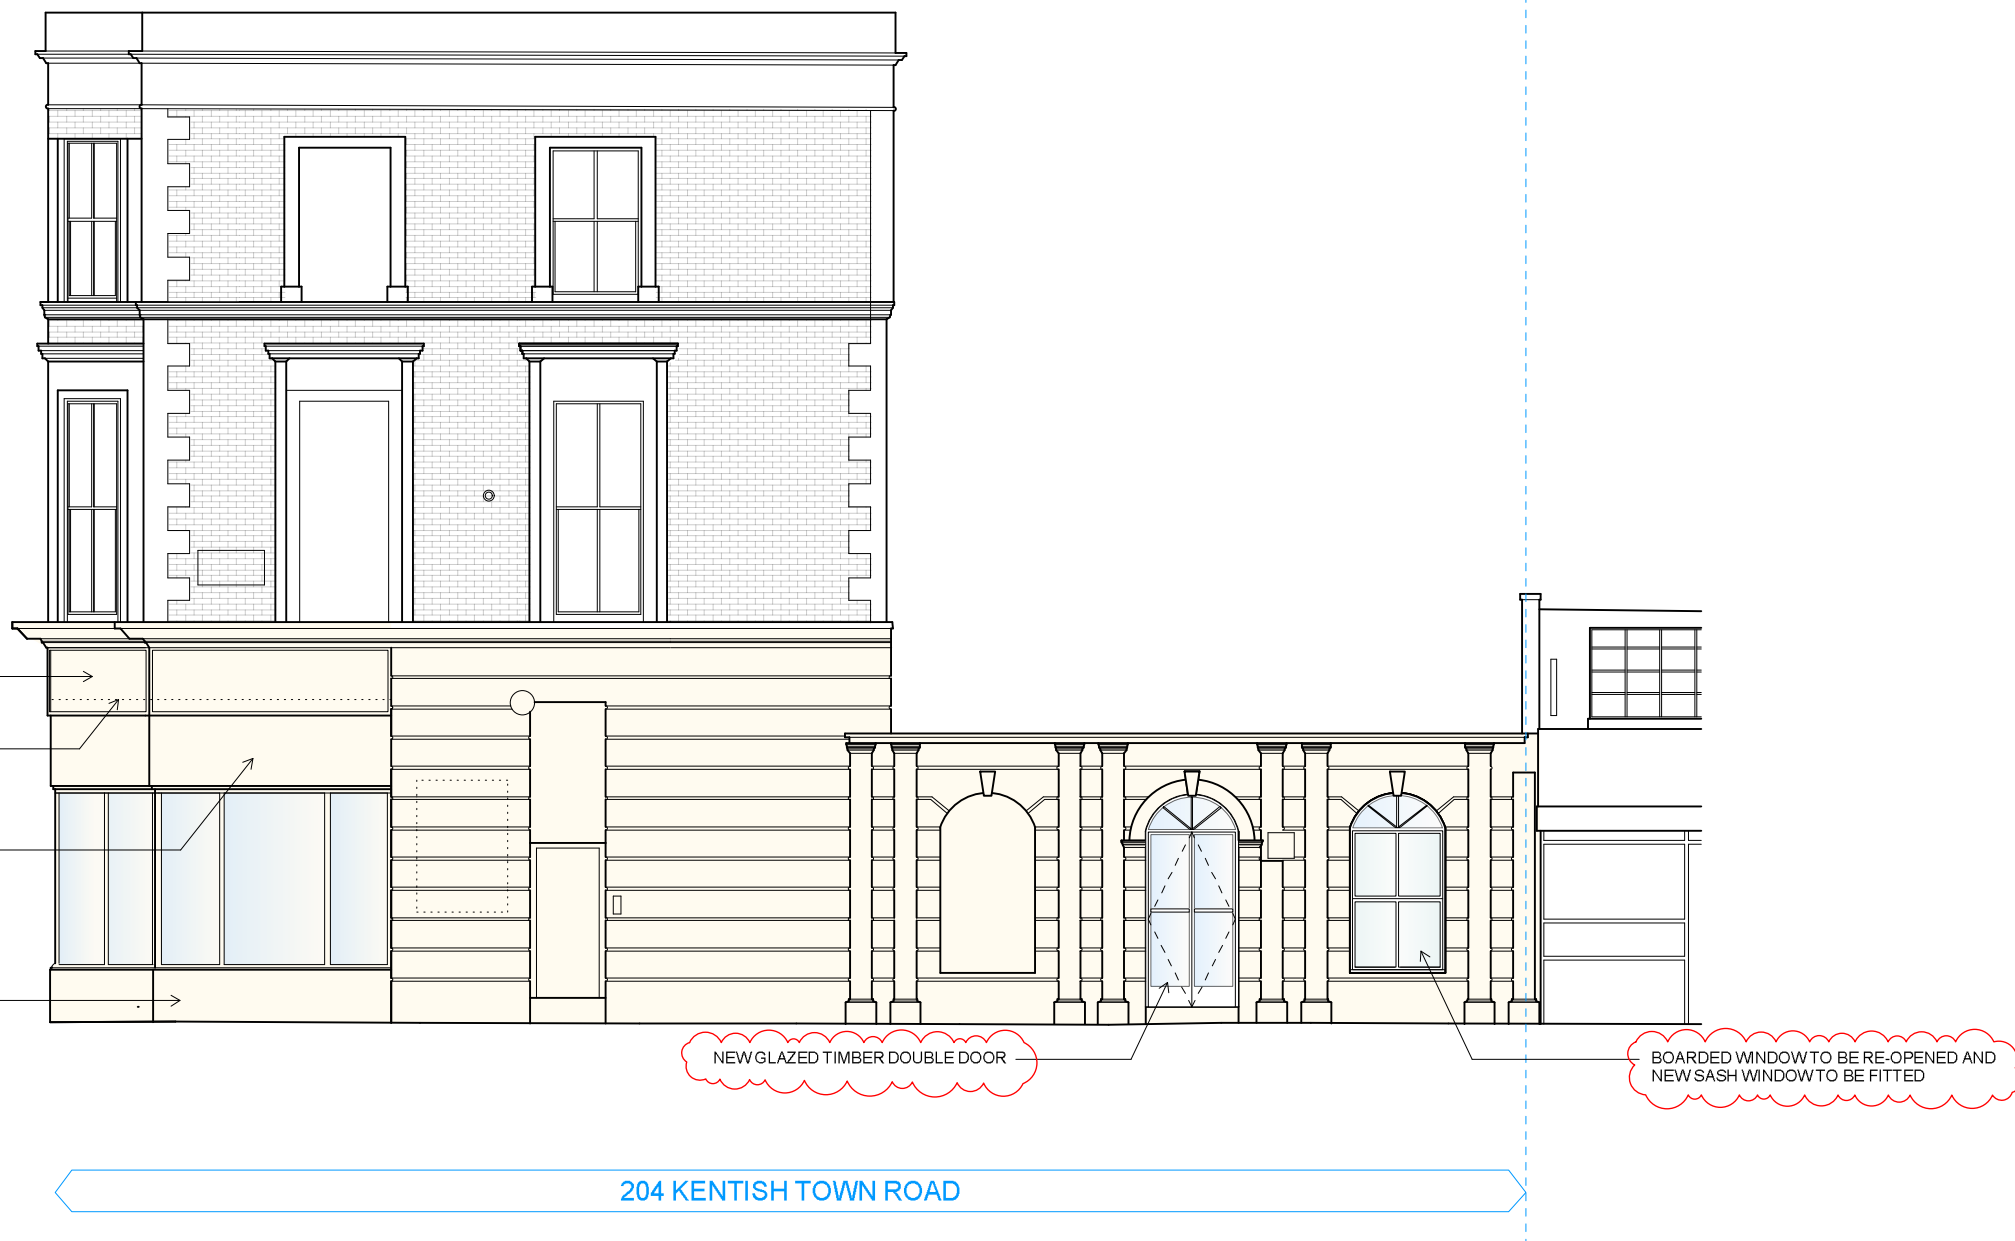 NEW GLAZED TIMBER DOUBLE DOOR
BOARDED WINDOW TO BE RE-OPENED AND
NEW SASH WINDOW TO BE FITTED
204 KENTISH TOWN ROAD